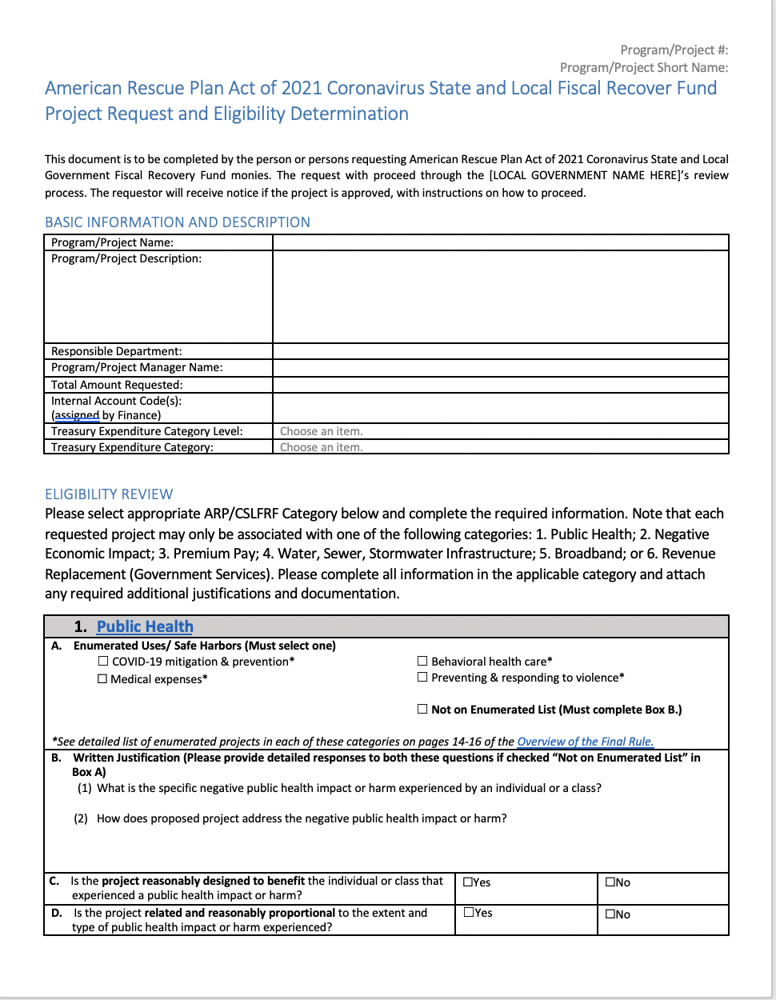 Program/Project #:
Program/Project Short Name:
American Rescue Plan Act of 2021 Coronavirus State and Local Fiscal Recover Fund
Project Request and Eligibility Determination
This document is to be completed by the person or persons requesting American Rescue Plan Act of 2021 Coronavirus State and Local
Government Fiscal Recovery Fund monies. The request with proceed through the [LOCAL GOVERNMENT NAME HERE]'s review
process. The requestor will receive notice if the project is approved, with instructions on how to proceed.
BASIC INFORMATION AND DESCRIPTION
Program/Project Name:
Program/Project Description:
Responsible Department:
Program/Project Manager Name:
Total Amount Requested:
Internal Account Code(s):
(assigned by Finance)
Treasury Expenditure Category Level: Choose an item.
Treasury Expenditure Category: Choose an item.
ELIGIBILITY REVIEW
Please select appropriate ARP/CSLFRF Category below and complete the required information. Note that each
requested project may only be associated with one of the following categories: 1. Public Health; 2. Negative
Economic Impact; 3. Premium Pay; 4. Water, Sewer, Stormwater Infrastructure; 5. Broadband; or 6. Revenue
Replacement (Government Services). Please complete all information in the applicable category and attach
any required additional justifications and documentation.
1. Public Health
A. Enumerated Uses/ Safe Harbors (Must select one)
☐ COVID-19 mitigation & prevention* ☐ Behavioral health care*
☐ Medical expenses* ☐ Preventing & responding to violence*
☐ Not on Enumerated List (Must complete Box B.)
*See detailed list of enumerated projects in each of these categories on pages 14-16 of the Overview of the Final Rule.
B. Written Justification (Please provide detailed responses to both these questions if checked “Not on Enumerated List” in
Box A)
(1) What is the specific negative public health impact or harm experienced by an individual or a class?
(2) How does proposed project address the negative public health impact or harm?
C. Is the project reasonably designed to benefit the individual or class that ☐Yes ☐No
experienced a public health impact or harm?
D. Is the project related and reasonably proportional to the extent and ☐Yes ☐No
type of public health impact or harm experienced?